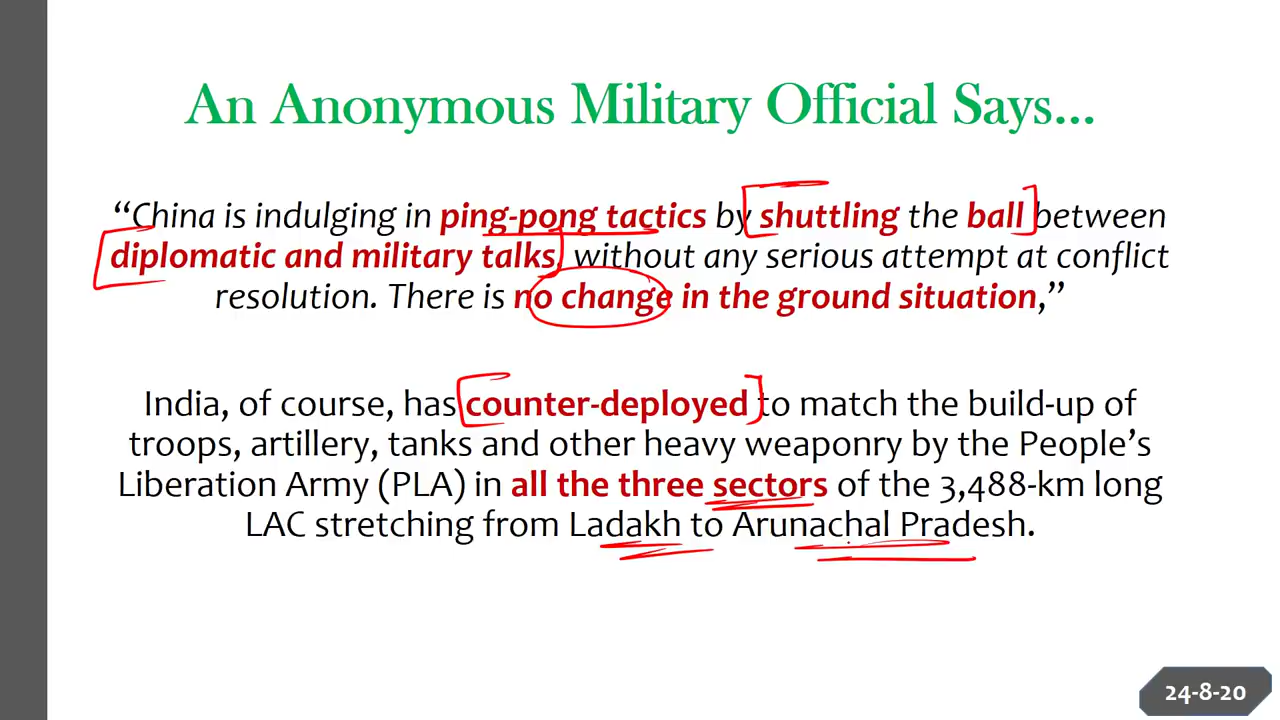 An Anonymous Military Official Says...
“China is indulging in ping-pong tactics by shuttling the ball between
diplomatic and military talks, without any serious attempt at conflict
resolution. There is no change in the ground situation,”
India, of course, has counter-deployed to match the build-up of
troops, artillery, tanks and other heavy weaponry by the People’s
Liberation Army (PLA) in all the three sectors of the 3,488-km long
LAC stretching from Ladakh to Arunachal Pradesh.
24-8-20